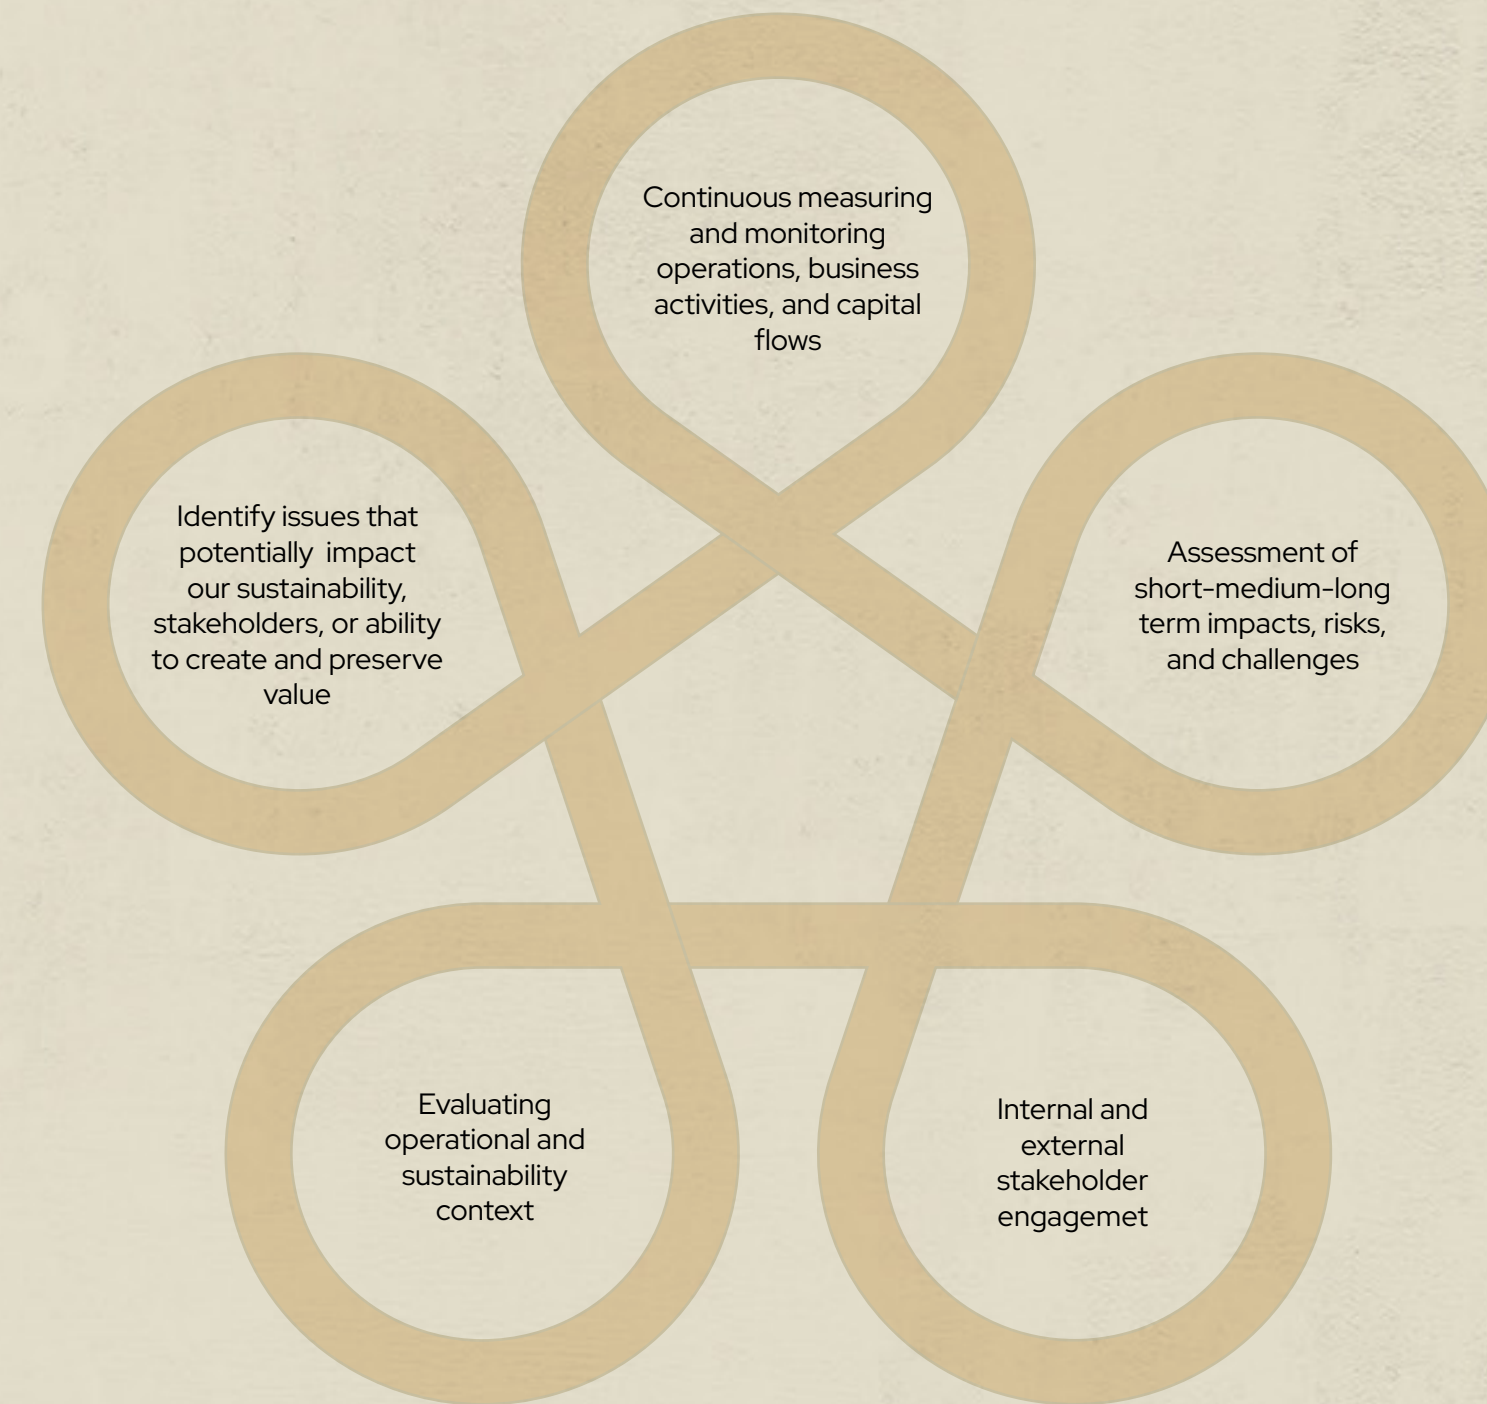 Continuous measuring
and monitoring
operations, business
activities, and capital
flows
Identify issues that
potentially  impact
our sustainability,
stakeholders, or ability
to create and preserve
value
Assessment of
short-medium-long
term impacts, risks,
and challenges
Evaluating
operational and
sustainability
context
Internal and
external
stakeholder
engagemet